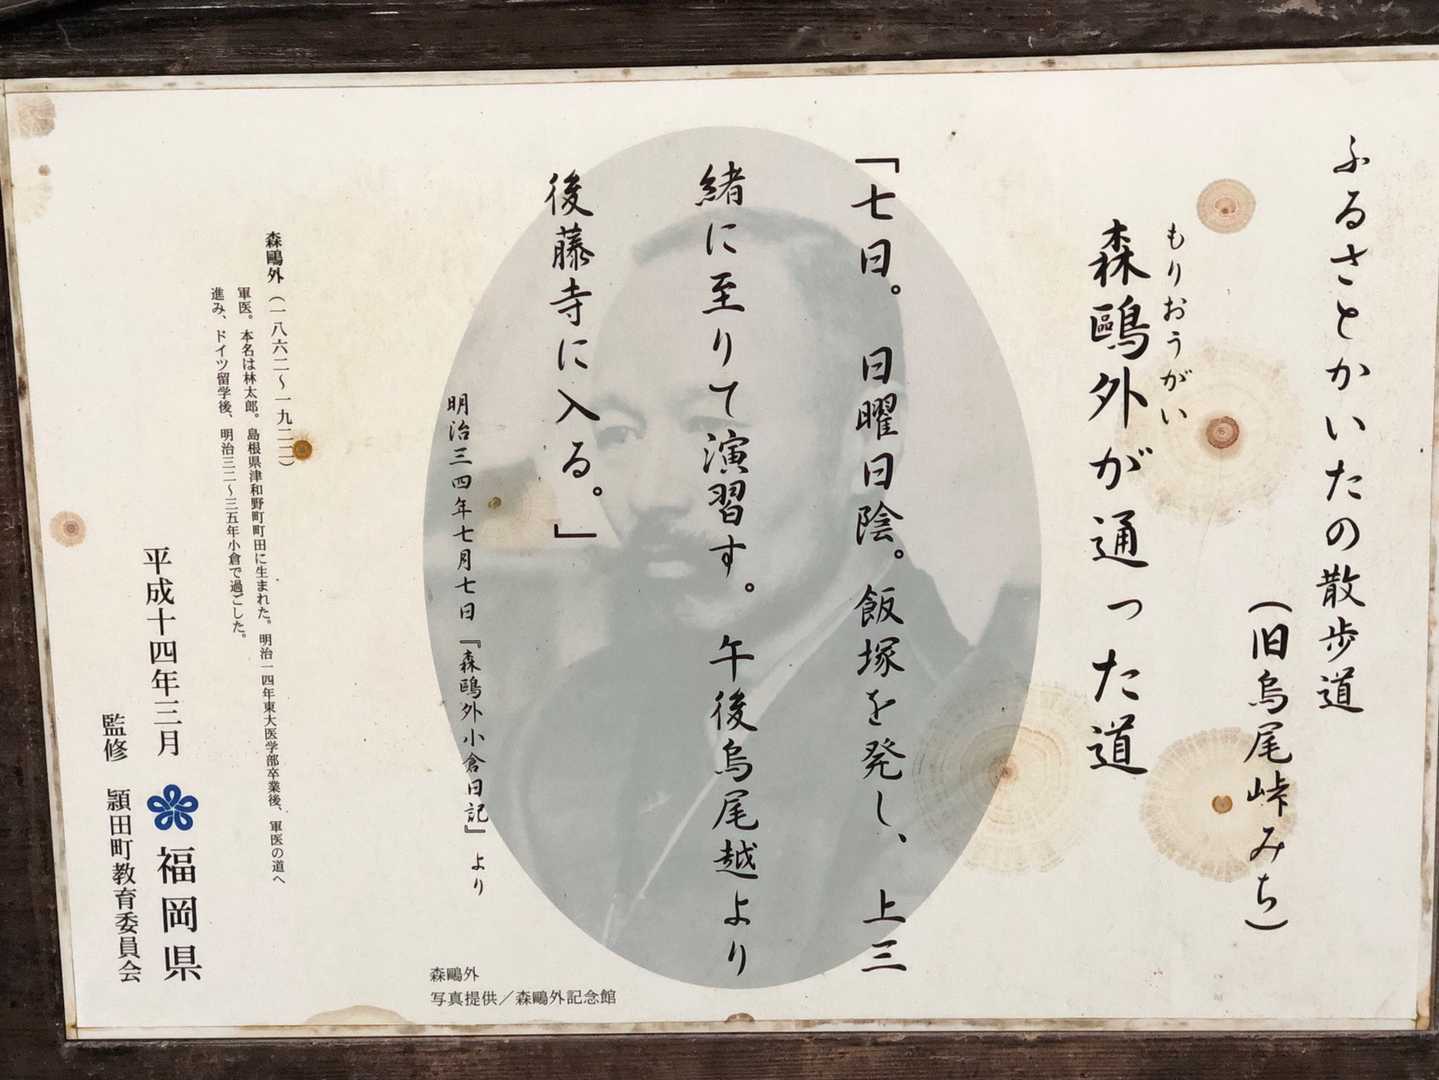 ふるさとかいたの散歩道
(旧烏尾峠みち)
もりおうがい
森鷗外が通った道
「七日。日曜日陰。飯塚を発し、上三
緒に至りて演習す。午後烏尾越より
後藤寺に入る。」
明治三四年七月七日『森鷗外小倉日記』より
森鷗外(一八六二〜一九二二)
軍医。本名は林太郎。島根県津和野町町田に生まれた。明治一四年東大医学部卒業後、軍医の道へ
進み、ドイツ留学後、明治三二〜三五年小倉で過ごした。
平成十四年三月 福岡県
監修 頴田町教育委員会
森鷗外
写真提供/森鷗外記念館